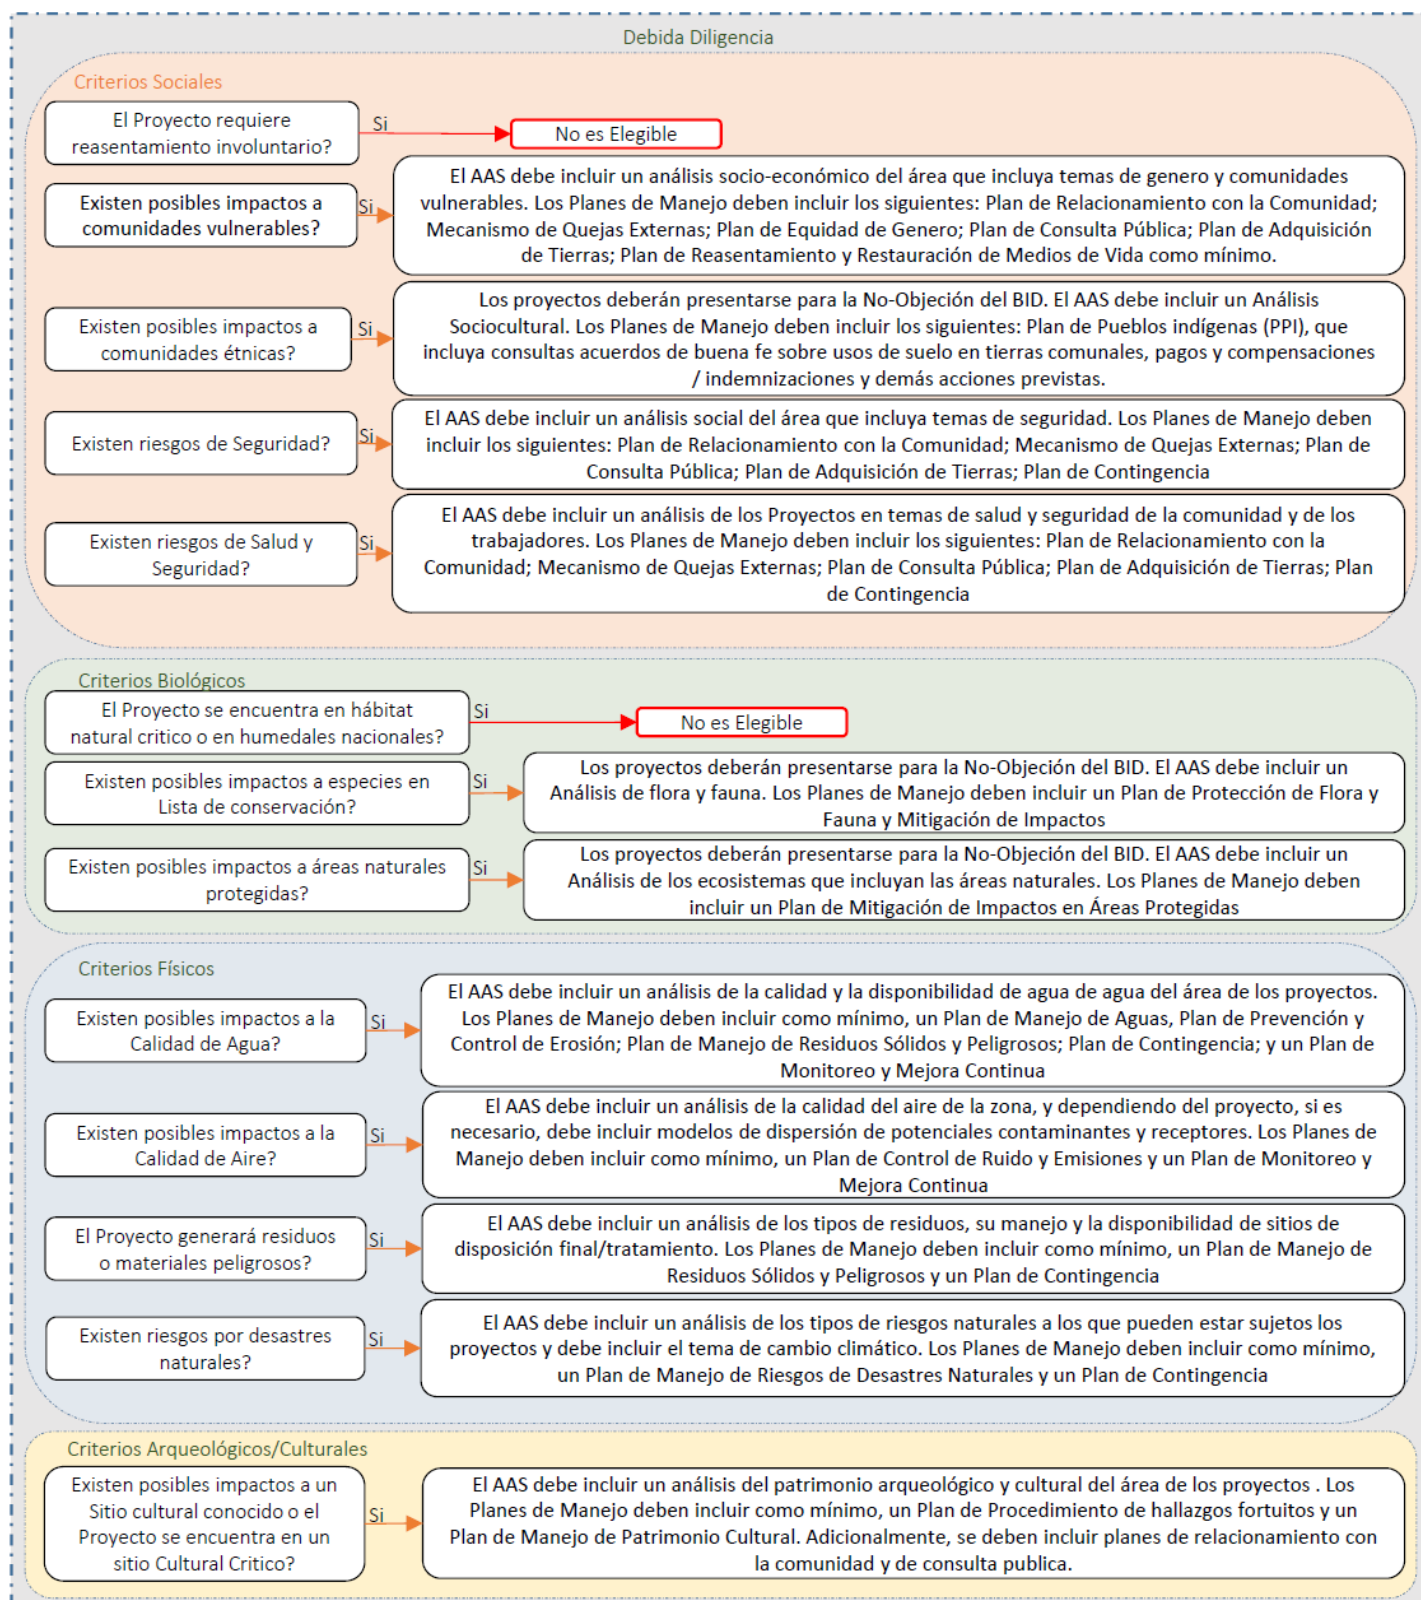 Debida Diligencia
Criterios Sociales
El Proyecto requiere
reasentamiento involuntario?
Si
No es Elegible
Existen posibles impactos a
comunidades vulnerables?
Si
El AAS debe incluir un análisis socio-económico del área que incluya temas de genero y comunidades
vulnerables. Los Planes de Manejo deben incluir los siguientes: Plan de Relacionamiento con la Comunidad;
Mecanismo de Quejas Externas; Plan de Equidad de Genero; Plan de Consulta Pública; Plan de Adquisición
de Tierras; Plan de Reasentamiento y Restauración de Medios de Vida como mínimo.
Existen posibles impactos a
comunidades étnicas?
Si
Los proyectos deberán presentarse para la No-Objeción del BID. El AAS debe incluir un Análisis
Sociocultural. Los Planes de Manejo deben incluir los siguientes: Plan de Pueblos indígenas (PPI), que
incluya consultas acuerdos de buena fe sobre usos de suelo en tierras comunales, pagos y compensaciones
/ indemnizaciones y demás acciones previstas.
Existen riesgos de Seguridad?
Si
El AAS debe incluir un análisis social del área que incluya temas de seguridad. Los Planes de Manejo deben
incluir los siguientes: Plan de Relacionamiento con la Comunidad; Mecanismo de Quejas Externas; Plan de
Consulta Pública; Plan de Adquisición de Tierras; Plan de Contingencia
Existen riesgos de Salud y
Seguridad?
Si
El AAS debe incluir un análisis de los Proyectos en temas de salud y seguridad de la comunidad y de los
trabajadores. Los Planes de Manejo deben incluir los siguientes: Plan de Relacionamiento con la
Comunidad; Mecanismo de Quejas Externas; Plan de Consulta Pública; Plan de Adquisición de Tierras; Plan
de Contingencia
Criterios Biológicos
El Proyecto se encuentra en hábitat
natural critico o en humedales nacionales?
Si
No es Elegible
Existen posibles impactos a especies en
Lista de conservación?
Si
Los proyectos deberán presentarse para la No-Objeción del BID. El AAS debe incluir un
Análisis de flora y fauna. Los Planes de Manejo deben incluir un Plan de Protección de Flora y
Fauna y Mitigación de Impactos
Existen posibles impactos a áreas naturales
protegidas?
Si
Los proyectos deberán presentarse para la No-Objeción del BID. El AAS debe incluir un
Análisis de los ecosistemas que incluyan las áreas naturales. Los Planes de Manejo deben
incluir un Plan de Mitigación de Impactos en Áreas Protegidas
Criterios Físicos
Existen posibles impactos a la
Calidad de Agua?
Si
El AAS debe incluir un análisis de la calidad y la disponibilidad de agua de agua del área de los proyectos.
Los Planes de Manejo deben incluir como mínimo, un Plan de Manejo de Aguas, Plan de Prevención y
Control de Erosión; Plan de Manejo de Residuos Sólidos y Peligrosos; Plan de Contingencia; y un Plan de
Monitoreo y Mejora Continua
Existen posibles impactos a la
Calidad de Aire?
Si
El AAS debe incluir un análisis de la calidad del aire de la zona, y dependiendo del proyecto, si es
necesario, debe incluir modelos de dispersión de potenciales contaminantes y receptores. Los Planes de
Manejo deben incluir como mínimo, un Plan de Control de Ruido y Emisiones y un Plan de Monitoreo y
Mejora Continua
El Proyecto generará residuos
o materiales peligrosos?
Si
El AAS debe incluir un análisis de los tipos de residuos, su manejo y la disponibilidad de sitios de
disposición final/tratamiento. Los Planes de Manejo deben incluir como mínimo, un Plan de Manejo de
Residuos Sólidos y Peligrosos y un Plan de Contingencia
Existen riesgos por desastres
naturales?
Si
El AAS debe incluir un análisis de los tipos de riesgos naturales a los que pueden estar sujetos los
proyectos y debe incluir el tema de cambio climático. Los Planes de Manejo deben incluir como mínimo,
un Plan de Manejo de Riesgos de Desastres Naturales y un Plan de Contingencia
Criterios Arqueológicos/Culturales
Existen posibles impactos a un
Sitio cultural conocido o el
Proyecto se encuentra en un
sitio Cultural Critico?
Si
El AAS debe incluir un análisis del patrimonio arqueológico y cultural del área de los proyectos . Los
Planes de Manejo deben incluir como mínimo, un Plan de Procedimiento de hallazgos fortuitos y un
Plan de Manejo de Patrimonio Cultural. Adicionalmente, se deben incluir planes de relacionamiento con
la comunidad y de consulta publica.